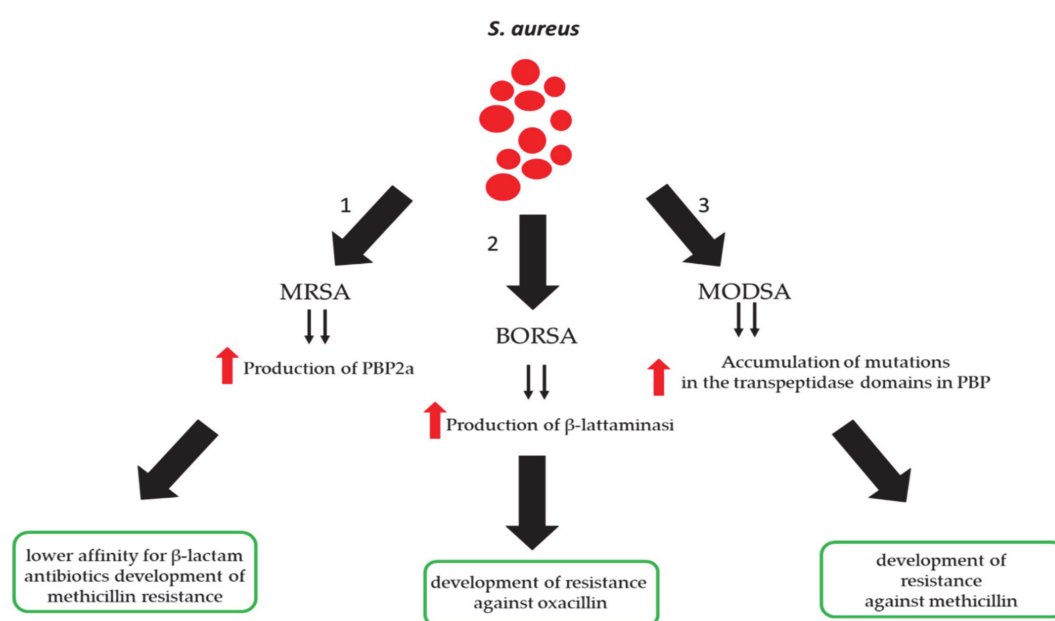 S. aureus
1
2
3
MRSA
Production of PBP2a
lower affinity for β-lactam
antibiotics development of
methicillin resistance
BORSA
Production of β-lattaminasi
development of resistance
against oxacillin
MODSA
Accumulation of mutations
in the transpeptidase domains in PBP
development of
resistance
against methicillin